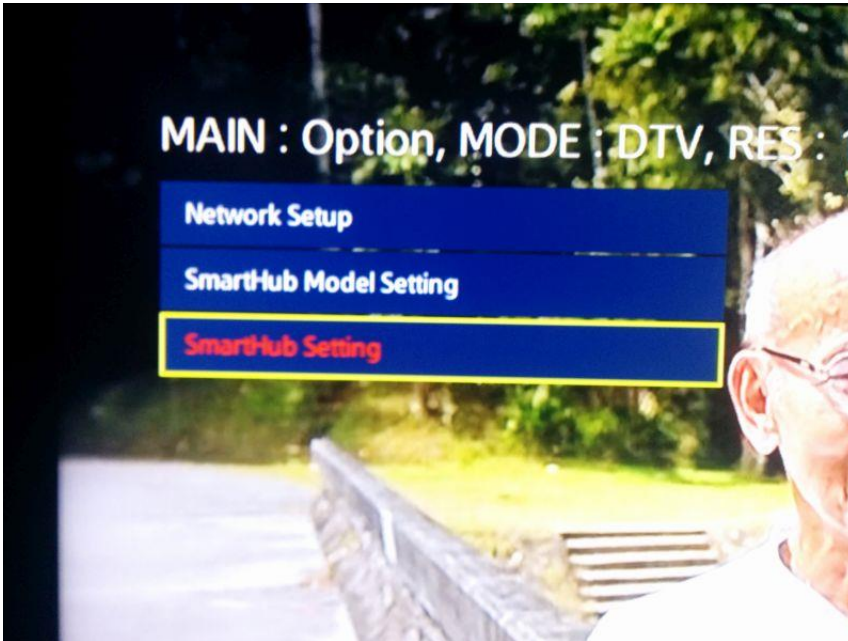 MAIN : Option, MODE : DTV, RES :
Network Setup
SmartHub Model Setting
SmartHub Setting